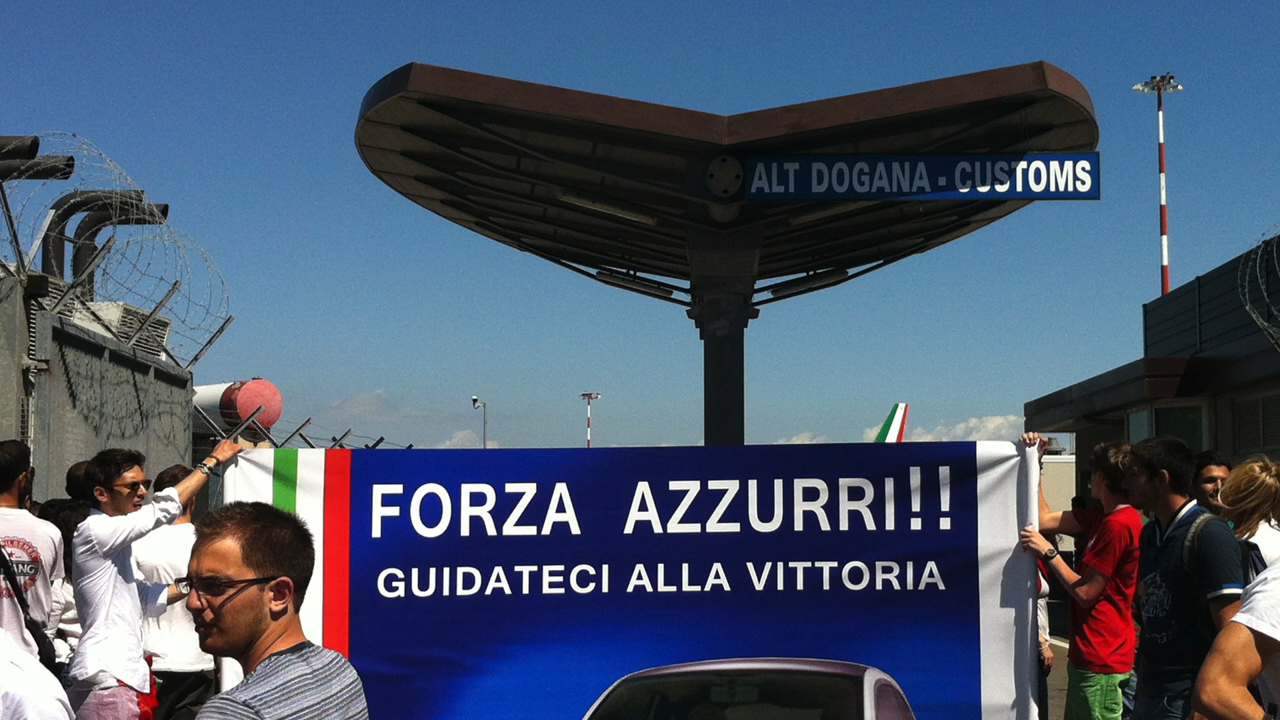 ALT DOGANA - CUSTOMS
FORZA AZZURRI!!
GUIDATECI ALLA VITTORIA